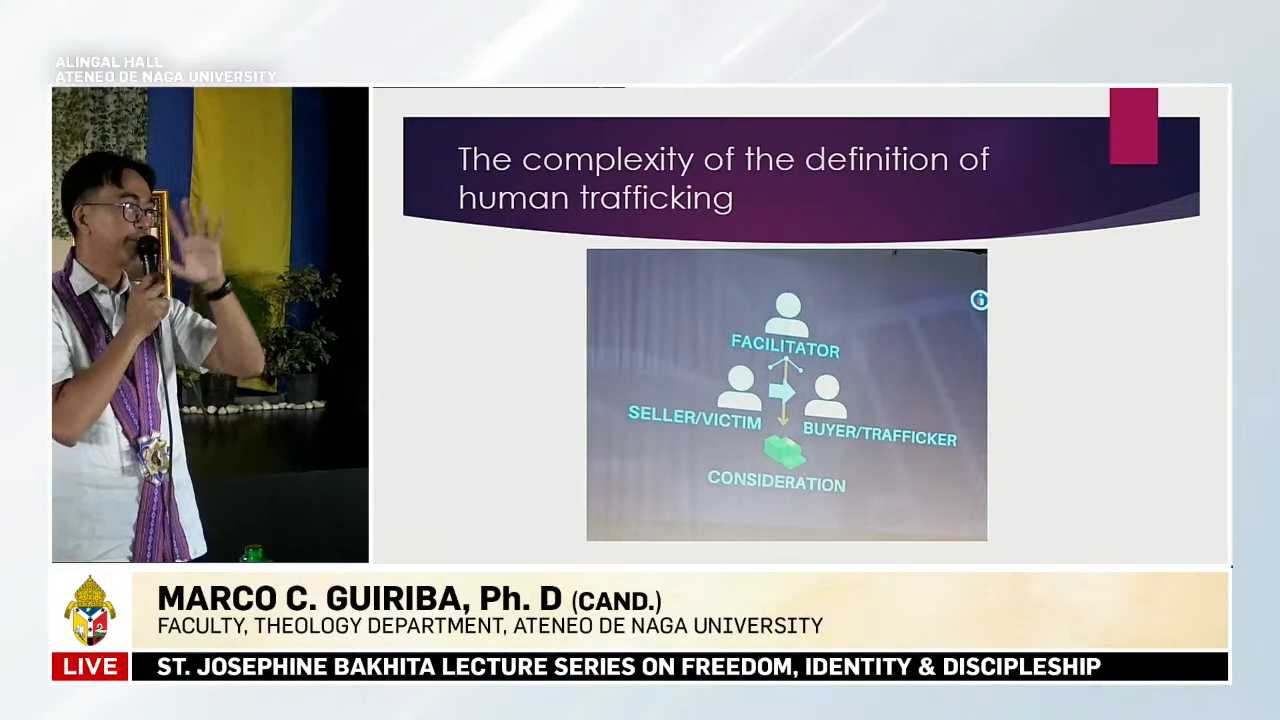 ALINGAL HALL
ATENEO DE NAGA UNIVERSITY
The complexity of the definition of
human trafficking
FACILITATOR
SELLER/VICTIM
BUYER/TRAFFICKER
CONSIDERATION
MARCO C. GUIRIBA, Ph. D (CAND.)
FACULTY, THEOLOGY DEPARTMENT, ATENEO DE NAGA UNIVERSITY
LIVE
ST. JOSEPHINE BAKHITA LECTURE SERIES ON FREEDOM, IDENTITY & DISCIPLESHIP